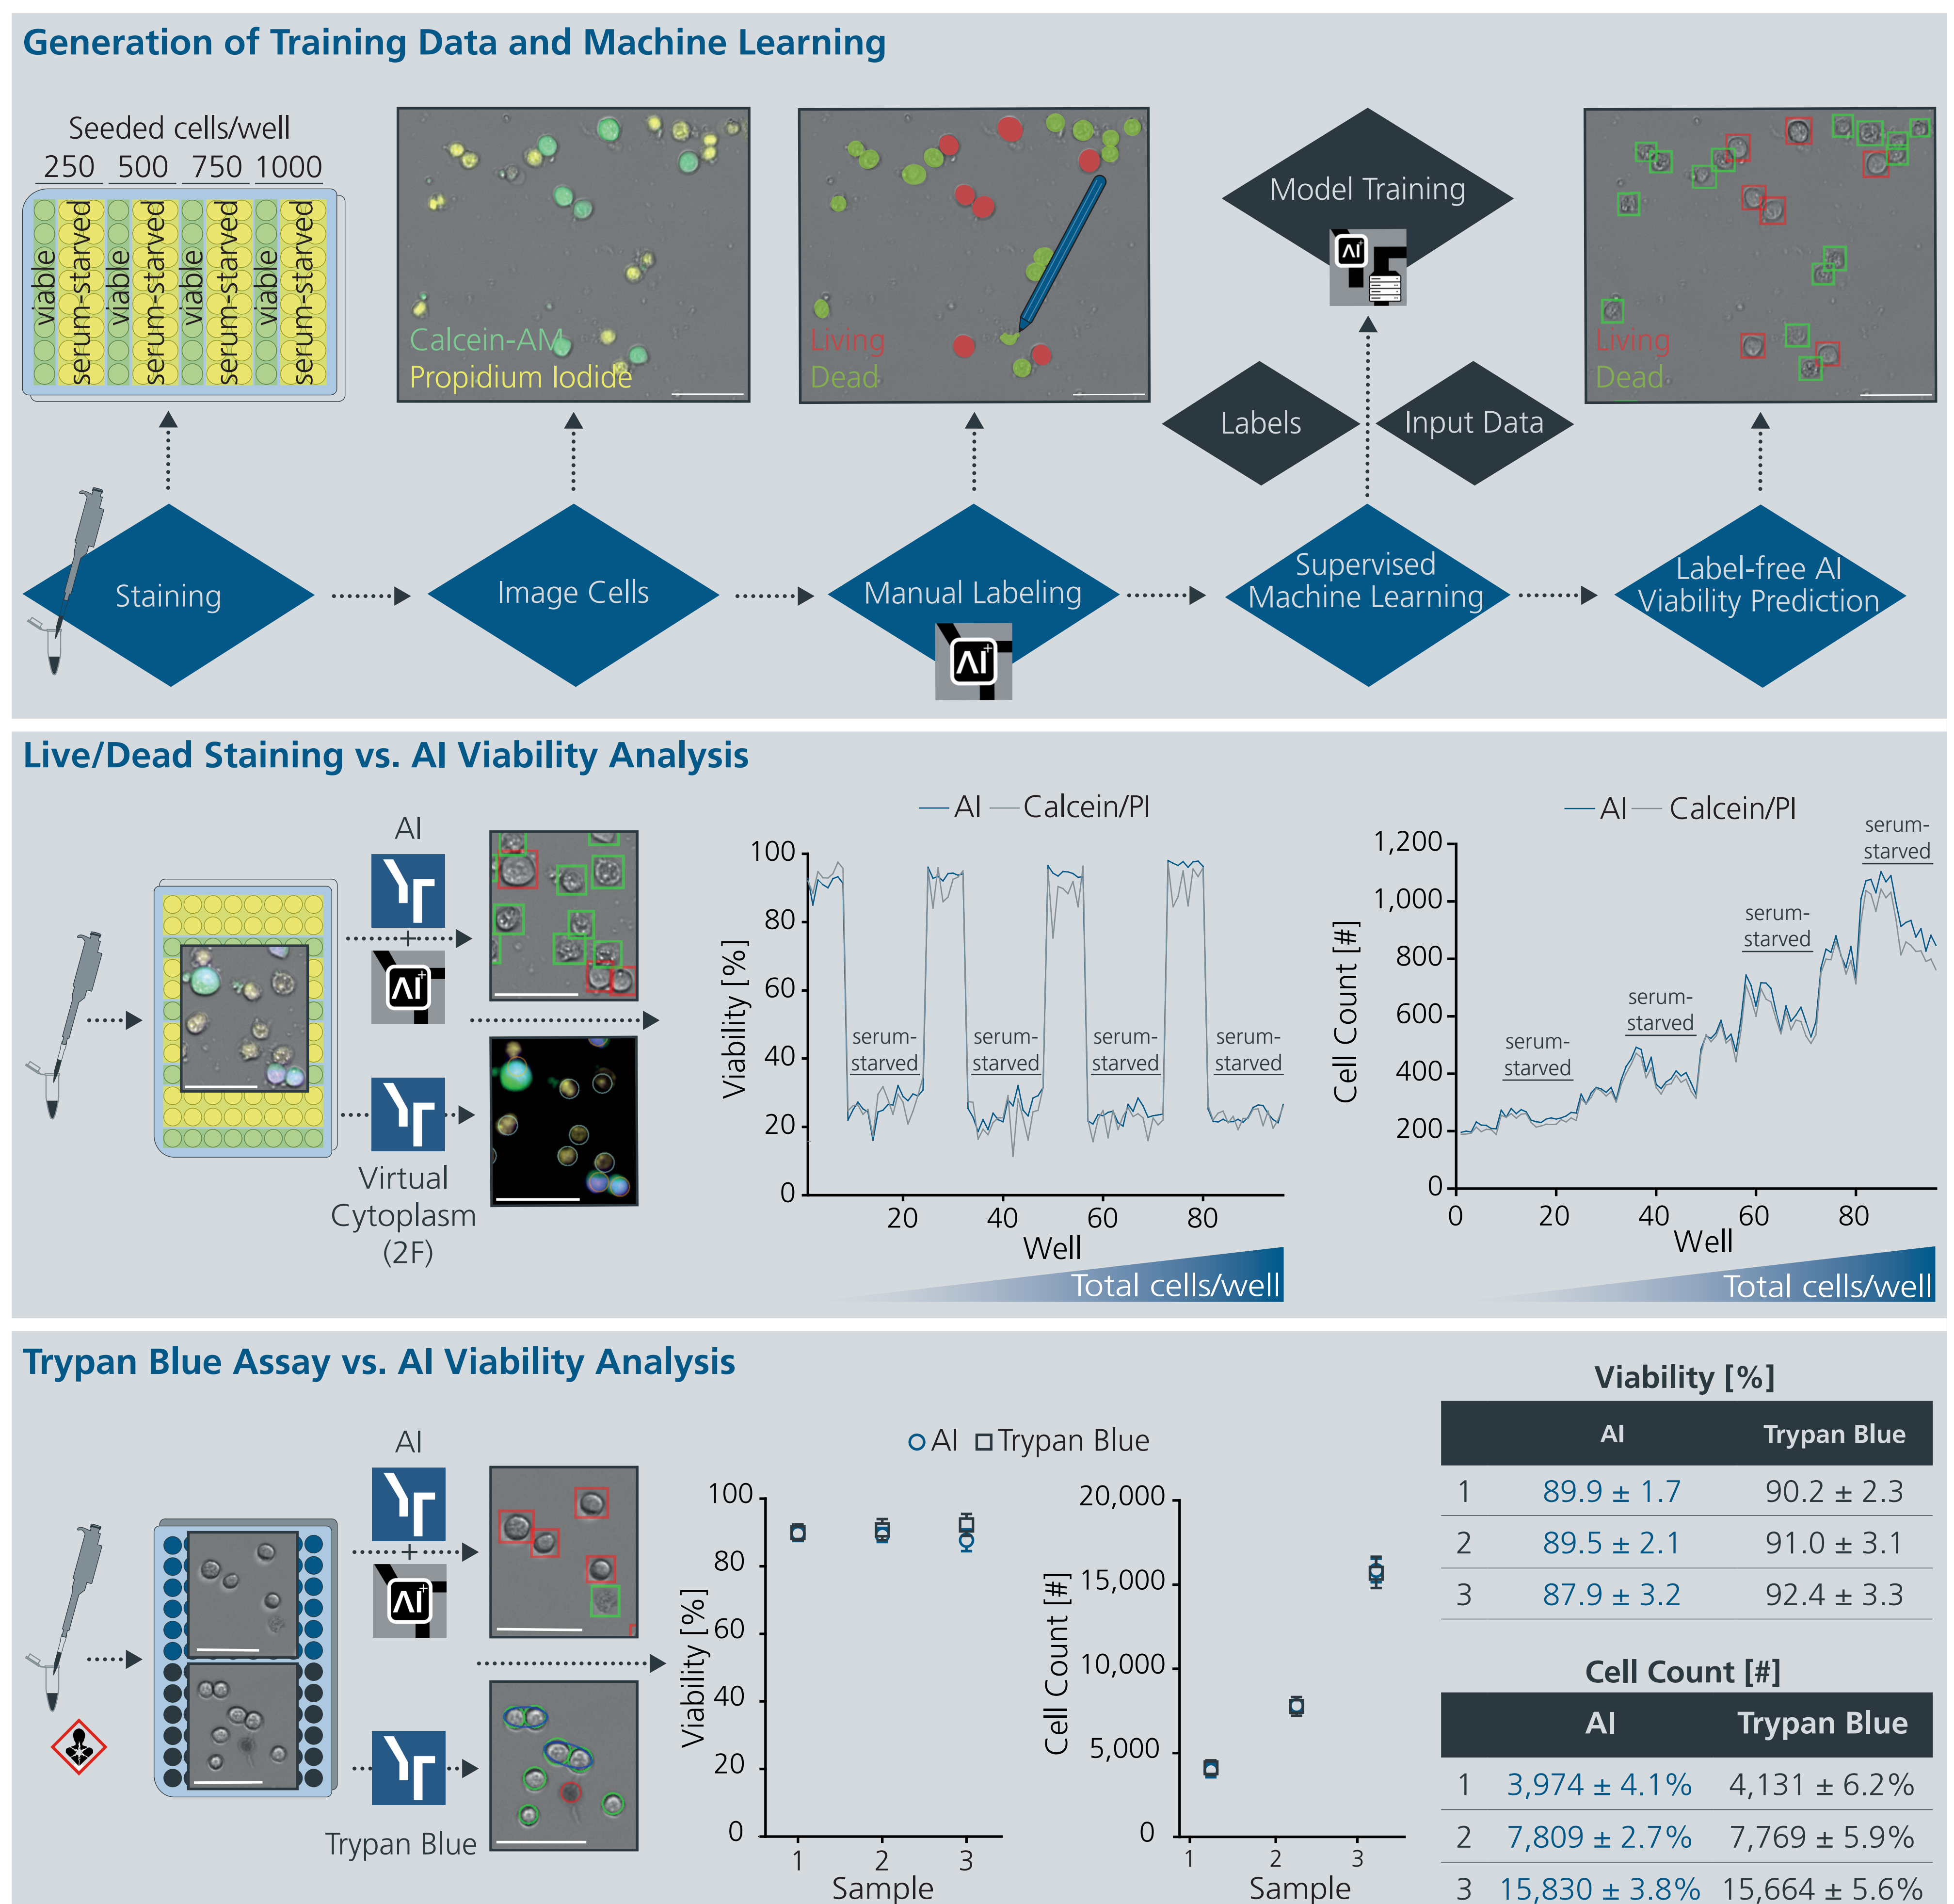 Generation of Training Data and Machine Learning
Seeded cells/well
250 500 750 1000
viable serum-starved viable serum-starved viable serum-starved viable serum-starved
Calcein-AM
Propidium Iodide
Living
Dead
Model Training
AI+
Labels
Input Data
Living
Dead
Staining
Image Cells
Manual Labeling
AI+
Supervised
Machine Learning
Label-free AI
Viability Prediction
Live/Dead Staining vs. AI Viability Analysis
AI
+
AI+
Virtual
Cytoplasm
(2F)
AI Calcein/PI
Viability [%]
100
80
60
40
20
0
serum-
starved
serum-
starved
serum-
starved
serum-
starved
20 40 60 80
Well
Total cells/well
AI Calcein/PI
Cell Count [#]
1,200
1,000
800
600
400
200
0
serum-
starved
serum-
starved
serum-
starved
serum-
starved
0 20 40 60 80
Well
Total cells/well
Trypan Blue Assay vs. AI Viability Analysis
AI
+
AI+
Trypan Blue
AI Trypan Blue
Viability [%]
100
80
60
40
20
0
1 2 3
Sample
Cell Count [#]
20,000
15,000
10,000
5,000
0
1 2 3
Sample
Viability [%]
AI Trypan Blue
1 89.9 ± 1.7 90.2 ± 2.3
2 89.5 ± 2.1 91.0 ± 3.1
3 87.9 ± 3.2 92.4 ± 3.3
Cell Count [#]
AI Trypan Blue
1 3,974 ± 4.1% 4,131 ± 6.2%
2 7,809 ± 2.7% 7,769 ± 5.9%
3 15,830 ± 3.8% 15,664 ± 5.6%